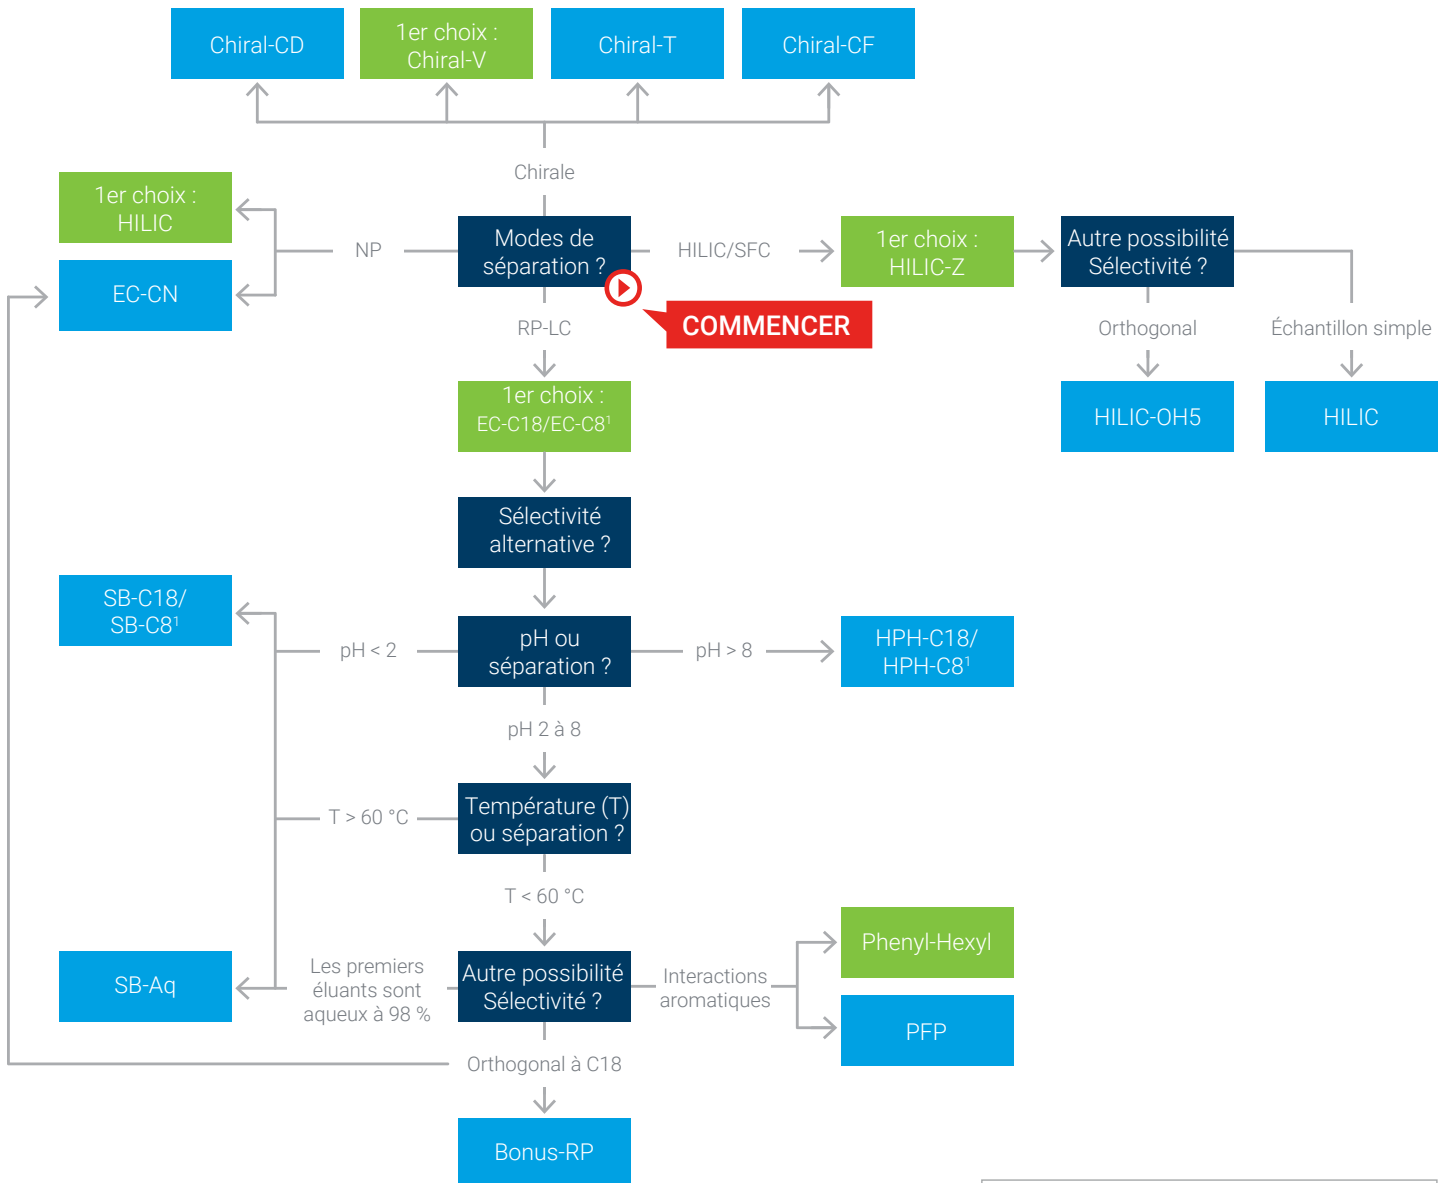 Chiral-CD
1er choix :
Chiral-V
Chiral-T
Chiral-CF
Chirale
1er choix :
HILIC
EC-CN
NP
Modes de
séparation ?
HILIC/SFC
1er choix :
HILIC-Z
Autre possibilité
Sélectivité ?
COMMENCER
RP-LC
Orthogonal
Échantillon simple
1er choix :
EC-C18/EC-C8¹
HILIC-OH5
HILIC
Sélectivité
alternative ?
SB-C18/
SB-C8¹
pH < 2
pH ou
séparation ?
pH > 8
HPH-C18/
HPH-C8¹
pH 2 à 8
T > 60 °C
Température (T)
ou séparation ?
T < 60 °C
SB-Aq
Les premiers
éluants sont
aqueux à 98 %
Autre possibilité
Sélectivité ?
Interactions
aromatiques
Phenyl-Hexyl
PFP
Orthogonal à C18
Bonus-RP